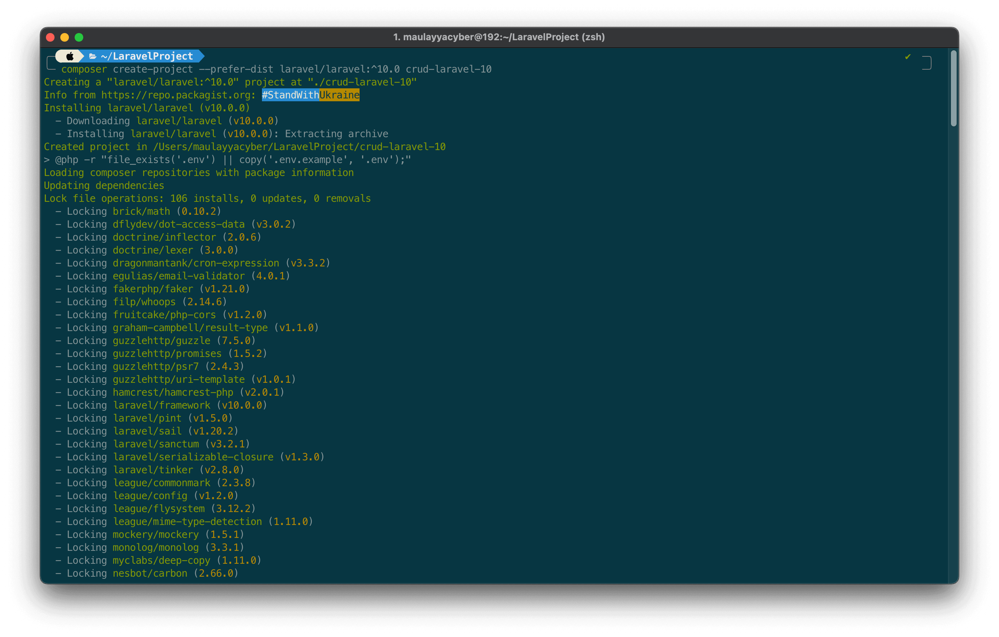 1. maulayyacyber@192:~/LaravelProject (zsh)
~/LaravelProject ✔
composer create-project --prefer-dist laravel/laravel:^10.0 crud-laravel-10
Creating a "laravel/laravel:^10.0" project at "./crud-laravel-10"
Info from https://repo.packagist.org: #StandWithUkraine
Installing laravel/laravel (v10.0.0)
  - Downloading laravel/laravel (v10.0.0)
  - Installing laravel/laravel (v10.0.0): Extracting archive
Created project in /Users/maulayyacyber/LaravelProject/crud-laravel-10
> @php -r "file_exists('.env') || copy('.env.example', '.env');"
Loading composer repositories with package information
Updating dependencies
Lock file operations: 106 installs, 0 updates, 0 removals
  - Locking brick/math (0.10.2)
  - Locking dflydev/dot-access-data (v3.0.2)
  - Locking doctrine/inflector (2.0.6)
  - Locking doctrine/lexer (3.0.0)
  - Locking dragonmantank/cron-expression (v3.3.2)
  - Locking egulias/email-validator (4.0.1)
  - Locking fakerphp/faker (v1.21.0)
  - Locking filp/whoops (2.14.6)
  - Locking fruitcake/php-cors (v1.2.0)
  - Locking graham-campbell/result-type (v1.1.0)
  - Locking guzzlehttp/guzzle (7.5.0)
  - Locking guzzlehttp/promises (1.5.2)
  - Locking guzzlehttp/psr7 (2.4.3)
  - Locking guzzlehttp/uri-template (v1.0.1)
  - Locking hamcrest/hamcrest-php (v2.0.1)
  - Locking laravel/framework (v10.0.0)
  - Locking laravel/pint (v1.5.0)
  - Locking laravel/sail (v1.20.2)
  - Locking laravel/sanctum (v3.2.1)
  - Locking laravel/serializable-closure (v1.3.0)
  - Locking laravel/tinker (v2.8.0)
  - Locking league/commonmark (2.3.8)
  - Locking league/config (v1.2.0)
  - Locking league/flysystem (3.12.2)
  - Locking league/mime-type-detection (1.11.0)
  - Locking mockery/mockery (1.5.1)
  - Locking monolog/monolog (3.3.1)
  - Locking myclabs/deep-copy (1.11.0)
  - Locking nesbot/carbon (2.66.0)